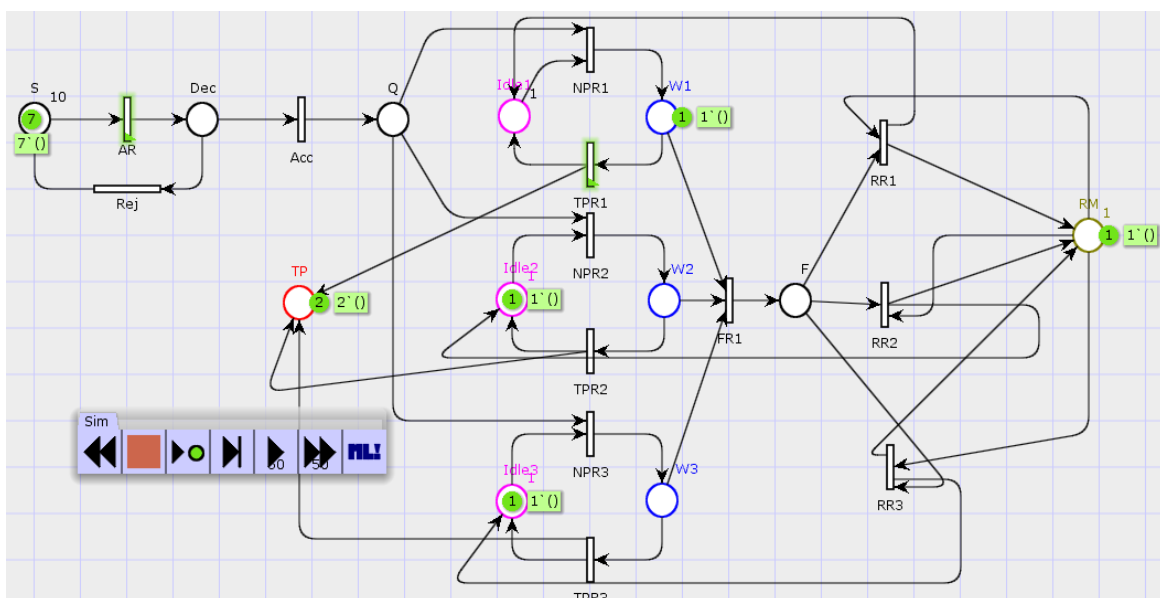 S
10
7
7`()
AR
Dec
Rej
Acc
Q
Idle1
1
NPR1
W1
1
1`()
TPR1
NPR2
RR1
RM
1
1
1`()
TP
2
2`()
Idle2
1
1
1`()
W2
TPR2
FR1
F
RR2
Sim
50
50
ML!
Idle3
1
1
1`()
NPR3
W3
RR3
TPR3